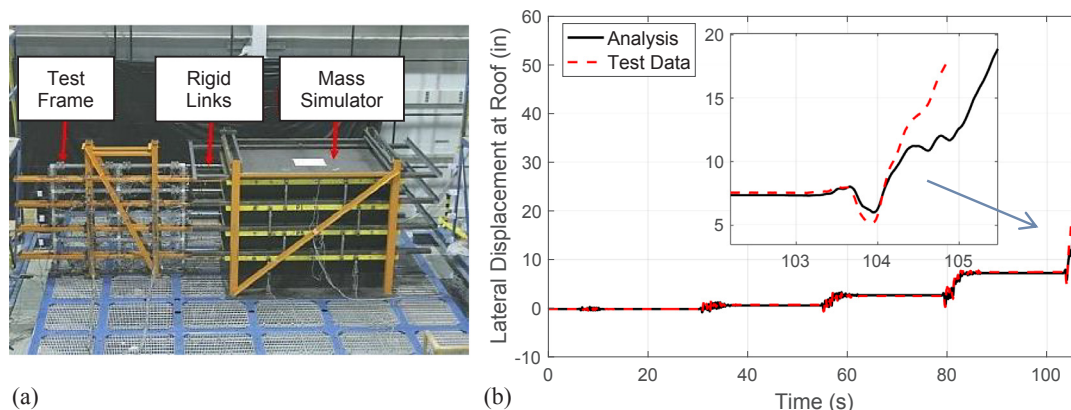 Test
Frame
Rigid
Links
Mass
Simulator
(a)
(b)
Lateral Displacement at Roof (in)
60
50
40
30
20
10
0
-10
Analysis
Test Data
20
15
10
5
103
104
105
0
20
40
60
80
100
Time (s)